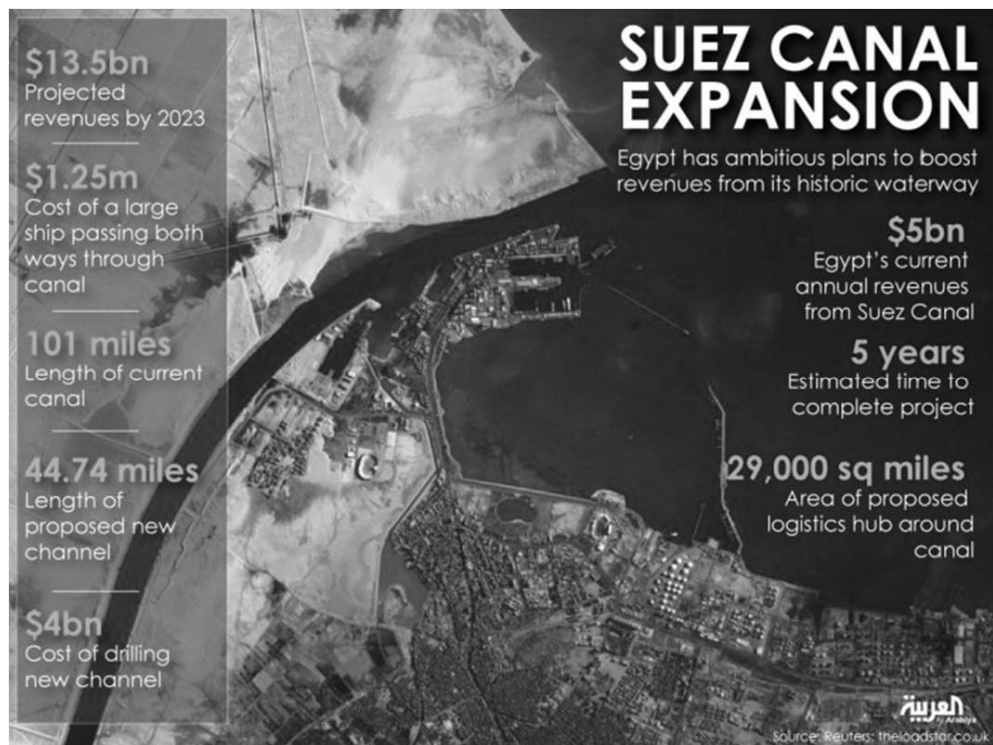 SUEZ CANAL
EXPANSION
Egypt has ambitious plans to boost
revenues from its historic waterway
$13.5bn
Projected
revenues by 2023
$1.25m
Cost of a large
ship passing both
ways through
canal
101 miles
Length of current
canal
44.74 miles
Length of
proposed new
channel
$4bn
Cost of drilling
new channel
$5bn
Egypt's current
annual revenues
from Suez Canal
5 years
Estimated time to
complete project
29,000 sq miles
Area of proposed
logistics hub around
canal
العربية
Al Arabiya
Source: Reuters: theloadstar.co.uk